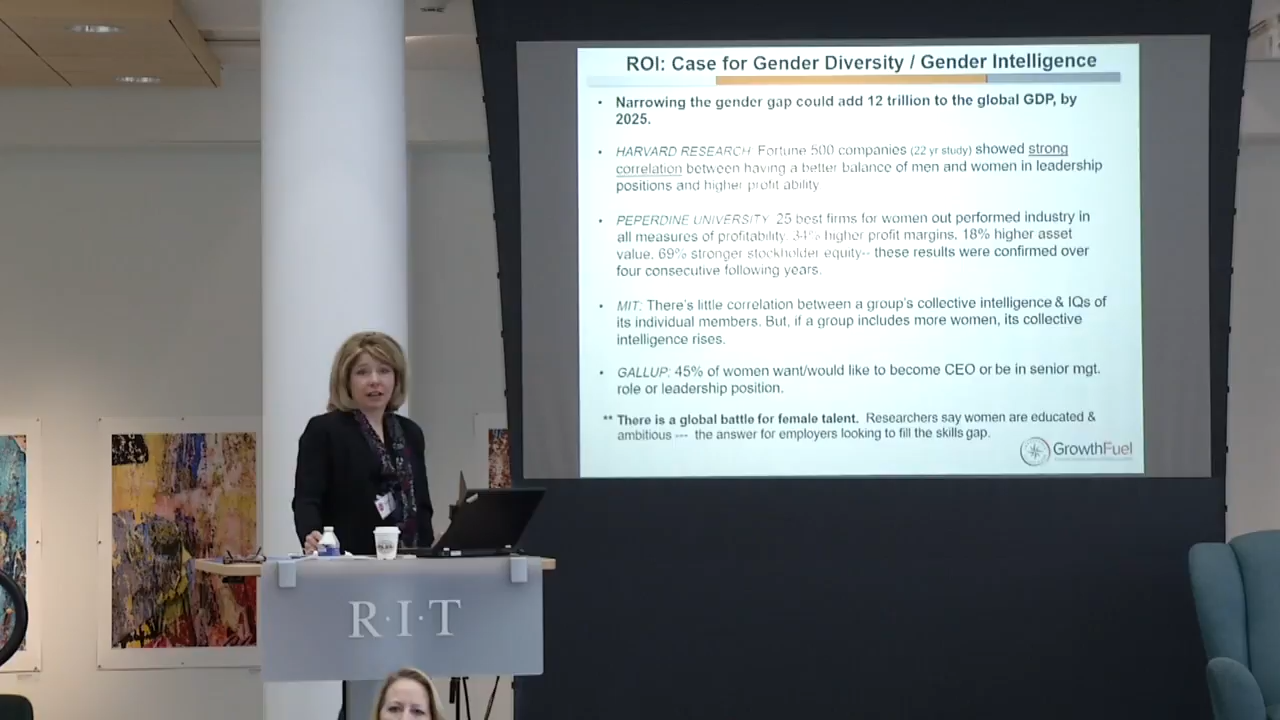 ROI: Case for Gender Diversity / Gender Intelligence
• Narrowing the gender gap could add 12 trillion to the global GDP, by
2025.
• HARVARD RESEARCH: Fortune 500 companies (22 yr study) showed strong
correlation between having a better balance of men and women in leadership
positions and higher profit ability.
• PEPERDINE UNIVERSITY: 25 best firms for women out performed industry in
all measures of profitability. 34% higher profit margins. 18% higher asset
value. 69% stronger stockholder equity-- these results were confirmed over
four consecutive following years.
• MIT: There's little correlation between a group's collective intelligence & IQs of
its individual members. But, if a group includes more women, its collective
intelligence rises.
• GALLUP: 45% of women want/would like to become CEO or be in senior mgt.
role or leadership position.
** There is a global battle for female talent. Researchers say women are educated &
ambitious --- the answer for employers looking to fill the skills gap.
GrowthFuel
R·I·T